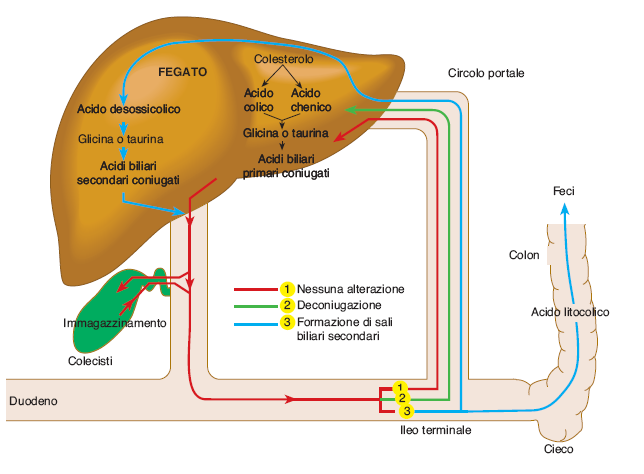 Colesterolo
FEGATO
Circolo portale
Acido
colico
Acido
chenico
Acido desossicolico
Glicina o taurina
Glicina o taurina
Acidi biliari
secondari coniugati
Acidi biliari
primari coniugati
Feci
Colon
1 Nessuna alterazione
2 Deconiugazione
3 Formazione di sali
biliari secondari
Acido litocolico
Immagazzinamento
Colecisti
Duodeno
1
2
3
Ileo terminale
Cieco